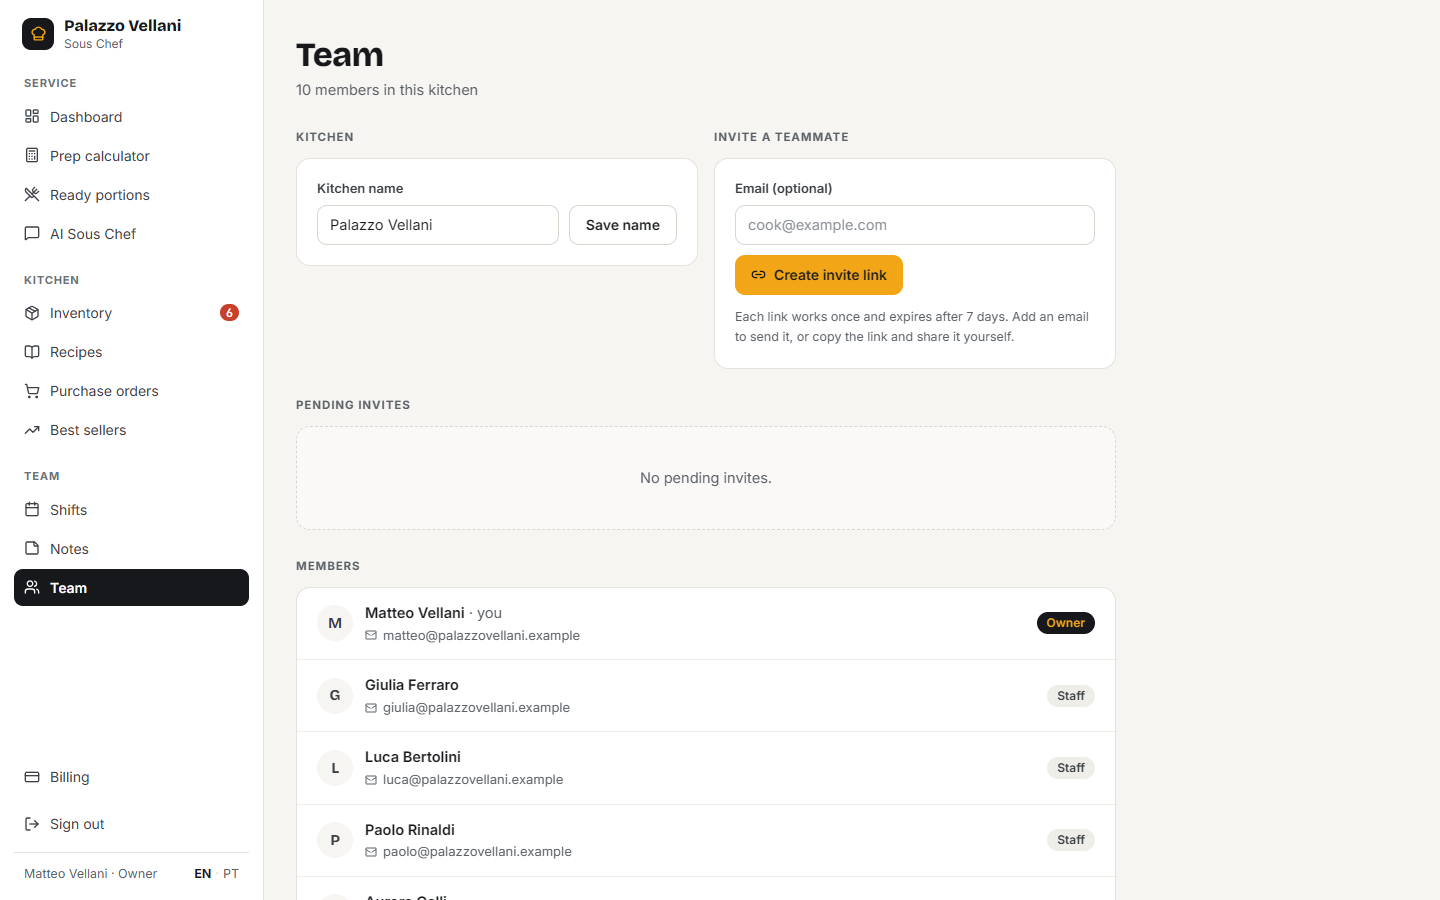 Palazzo Vellani
Sous Chef
SERVICE
Dashboard
Prep calculator
Ready portions
AI Sous Chef
KITCHEN
Inventory 6
Recipes
Purchase orders
Best sellers
TEAM
Shifts
Notes
Team
Billing
Sign out
Matteo Vellani · Owner EN · PT
Team
10 members in this kitchen
KITCHEN
Kitchen name
Palazzo Vellani Save name
INVITE A TEAMMATE
Email (optional)
cook@example.com
Create invite link
Each link works once and expires after 7 days. Add an email
to send it, or copy the link and share it yourself.
PENDING INVITES
No pending invites.
MEMBERS
M Matteo Vellani · you Owner
matteo@palazzovellani.example
G Giulia Ferraro Staff
giulia@palazzovellani.example
L Luca Bertolini Staff
luca@palazzovellani.example
P Paolo Rinaldi Staff
paolo@palazzovellani.example